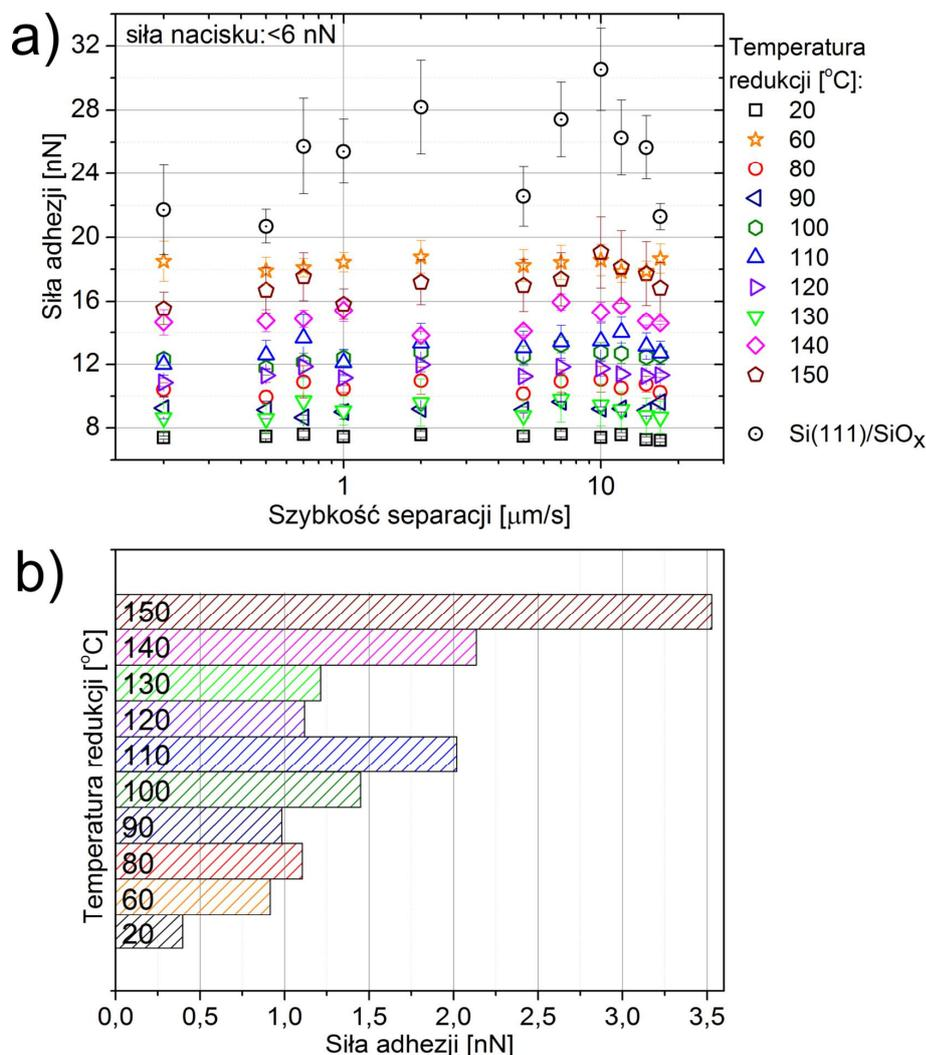 a)
siła nacisku:<6 nN
32
28
24
20
16
12
8
Siła adhezji [nN]
1
10
Szybkość separacji [μm/s]
Temperatura
redukcji [°C]:
20
60
80
90
100
110
120
130
140
150
Si(111)/SiOₓ
b)
Temperatura redukcji [°C]
150
140
130
120
110
100
90
80
60
20
0,0 0,5 1,0 1,5 2,0 2,5 3,0 3,5
Siła adhezji [nN]